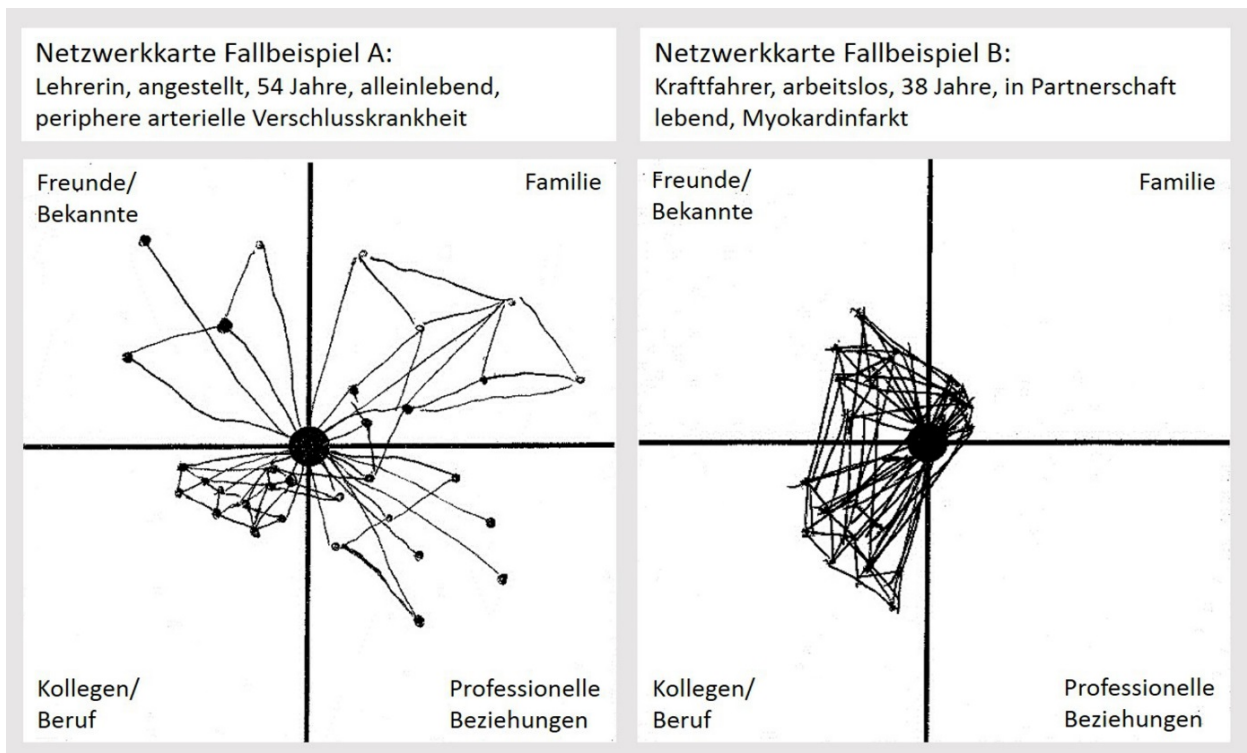 Netzwerkkarte Fallbeispiel A:
Lehrerin, angestellt, 54 Jahre, alleinlebend,
periphere arterielle Verschlusskrankheit
Freunde/
Bekannte
Familie
Kollegen/
Beruf
Professionelle
Beziehungen
Netzwerkkarte Fallbeispiel B:
Kraftfahrer, arbeitslos, 38 Jahre, in Partnerschaft
lebend, Myokardinfarkt
Freunde/
Bekannte
Familie
Kollegen/
Beruf
Professionelle
Beziehungen